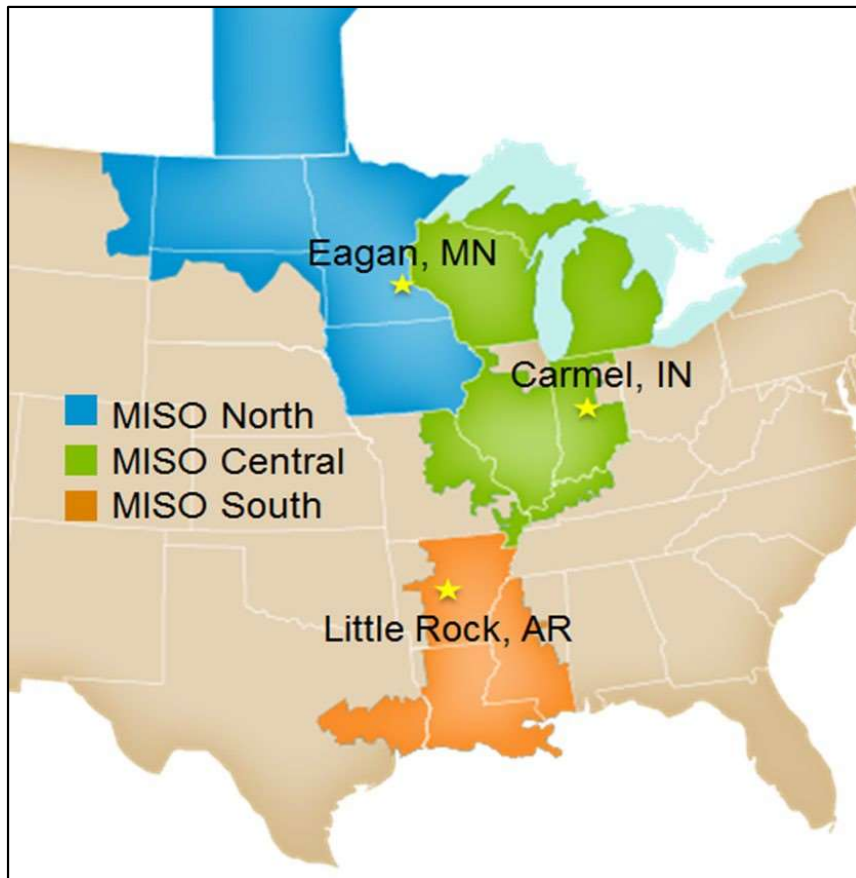 Eagan, MN
Carmel, IN
MISO North
MISO Central
MISO South
Little Rock, AR